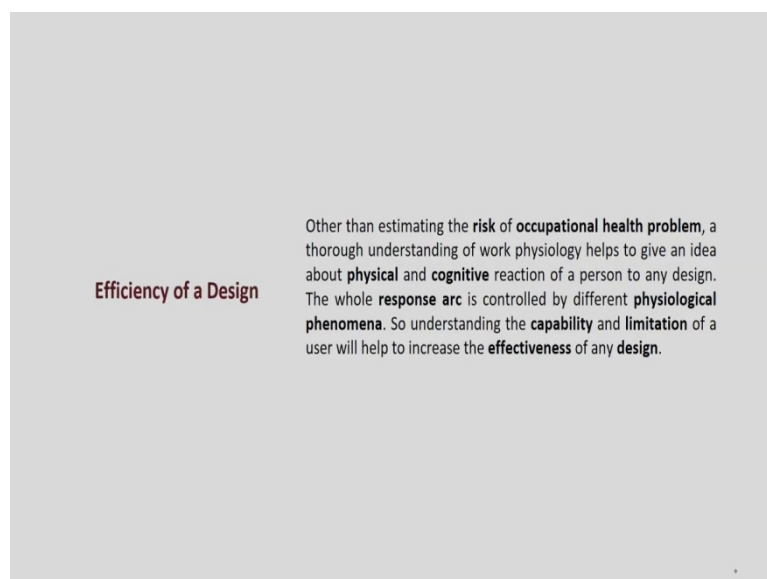 Efficiency of a Design
Other than estimating the risk of occupational health problem, a
thorough understanding of work physiology helps to give an idea
about physical and cognitive reaction of a person to any design.
The whole response arc is controlled by different physiological
phenomena. So understanding the capability and limitation of a
user will help to increase the effectiveness of any design.